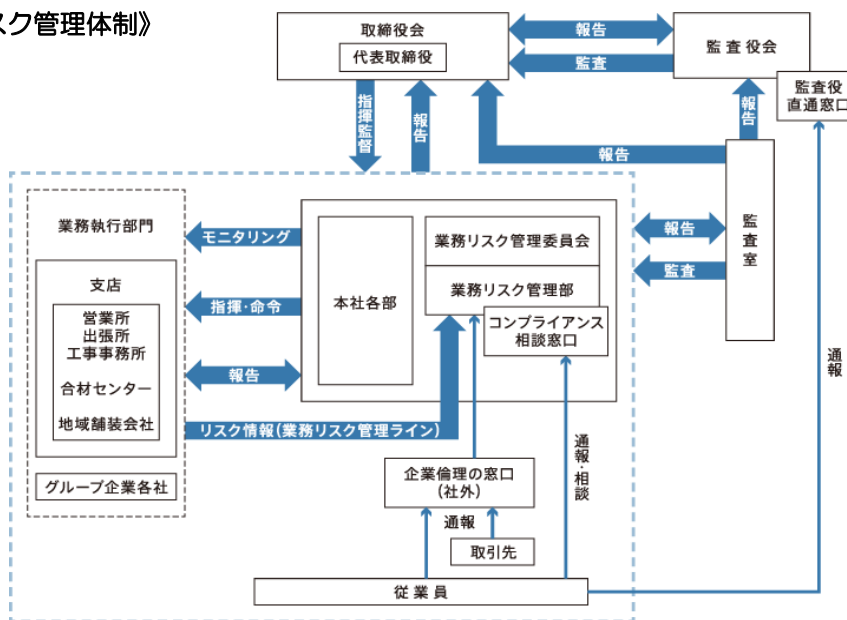 スク管理体制》
取締役会
代表取締役
報告
監査
監査役会
監査役
直通窓口
指揮監督
報告
報告
報告
監査室
業務執行部門
支店
営業所
出張所
工事事務所
合材センター
地域舗装会社
グループ企業各社
モニタリング
指揮・命令
報告
リスク情報(業務リスク管理ライン)
本社各部
業務リスク管理委員会
業務リスク管理部
コンプライアンス
相談窓口
報告
監査
通報
企業倫理の窓口
(社外)
通報
取引先
通報・相談
従業員